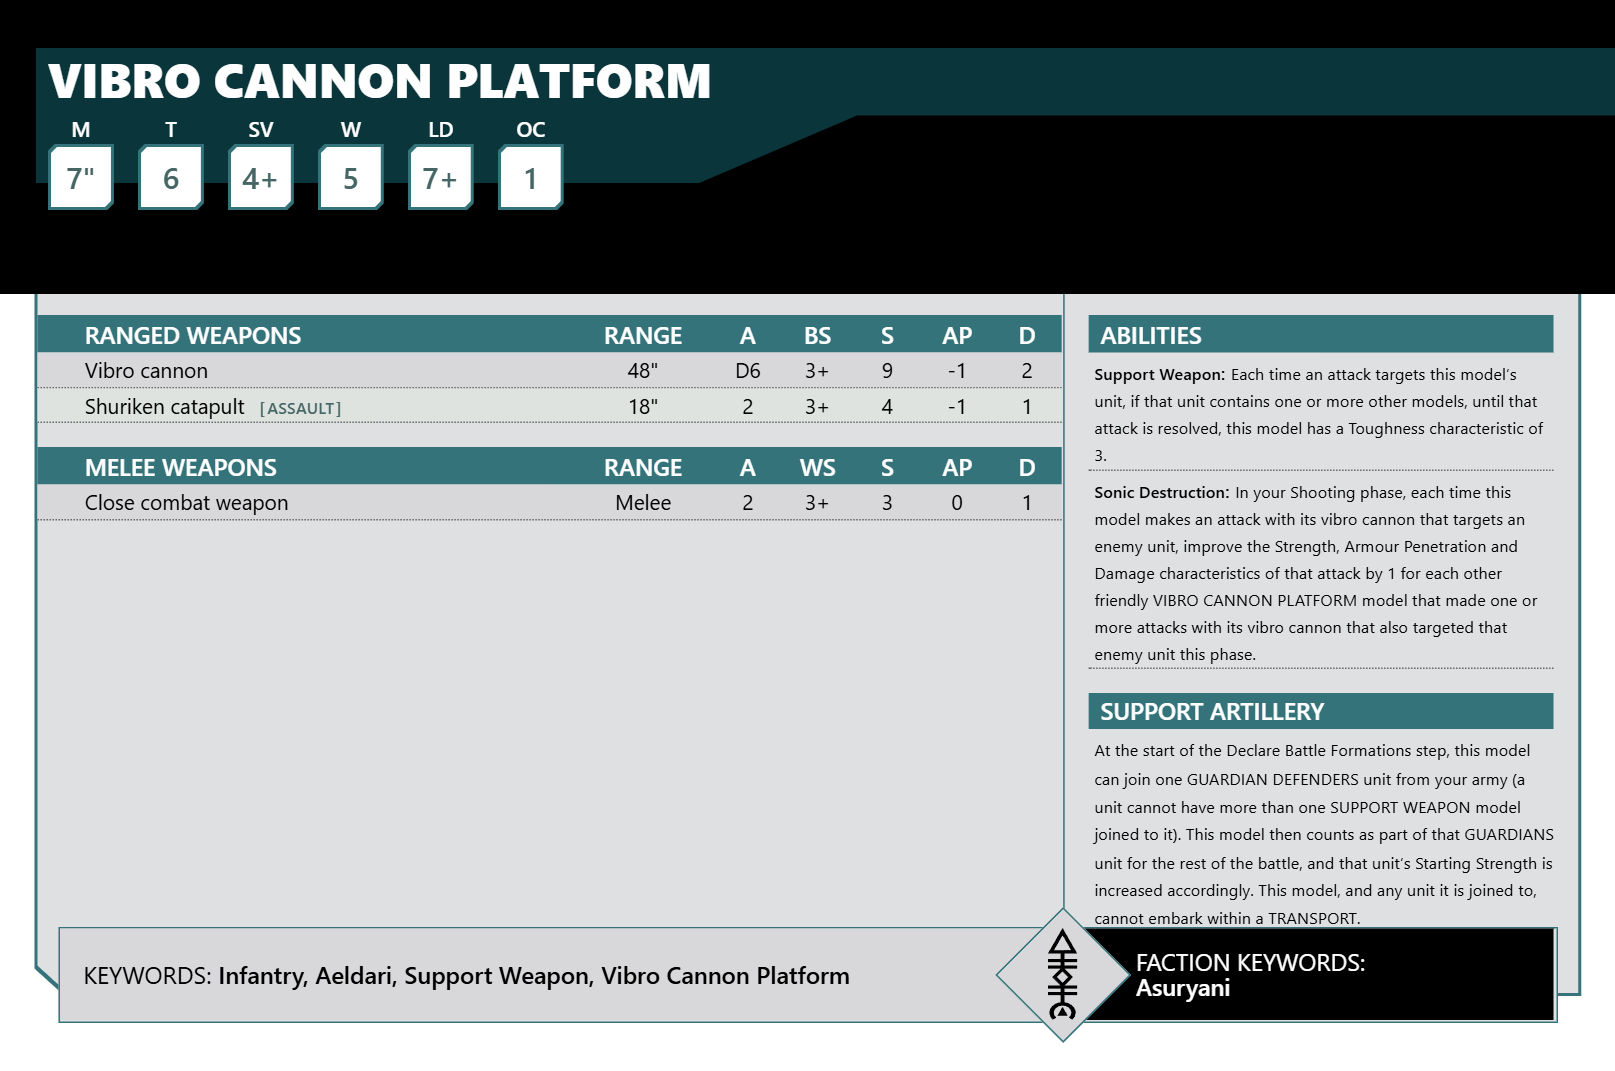 VIBRO CANNON PLATFORM
M T SV W LD OC
7" 6 4+ 5 7+ 1
RANGED WEAPONS RANGE A BS S AP D
Vibro cannon 48" D6 3+ 9 -1 2
Shuriken catapult [ASSAULT] 18" 2 3+ 4 -1 1
MELEE WEAPONS RANGE A WS S AP D
Close combat weapon Melee 2 3+ 3 0 1
ABILITIES
Support Weapon: Each time an attack targets this model's
unit, if that unit contains one or more other models, until that
attack is resolved, this model has a Toughness characteristic of
3.
Sonic Destruction: In your Shooting phase, each time this
model makes an attack with its vibro cannon that targets an
enemy unit, improve the Strength, Armour Penetration and
Damage characteristics of that attack by 1 for each other
friendly VIBRO CANNON PLATFORM model that made one or
more attacks with its vibro cannon that also targeted that
enemy unit this phase.
SUPPORT ARTILLERY
At the start of the Declare Battle Formations step, this model
can join one GUARDIAN DEFENDERS unit from your army (a
unit cannot have more than one SUPPORT WEAPON model
joined to it). This model then counts as part of that GUARDIANS
unit for the rest of the battle, and that unit's Starting Strength is
increased accordingly. This model, and any unit it is joined to,
cannot embark within a TRANSPORT.
KEYWORDS: Infantry, Aeldari, Support Weapon, Vibro Cannon Platform
FACTION KEYWORDS:
Asuryani